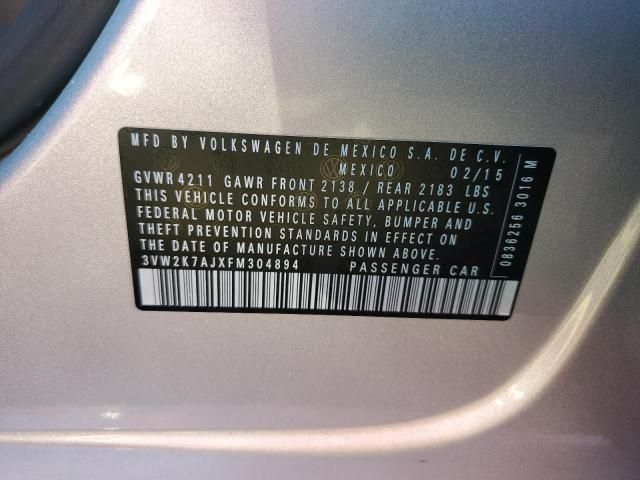 MFD BY VOLKSWAGEN DE MEXICO S.A. DE C.V.
MEXICO 02/15
GVWR 4211 GAWR FRONT 2138 / REAR 2183 LBS
THIS VEHICLE CONFORMS TO ALL APPLICABLE U.S.
FEDERAL MOTOR VEHICLE SAFETY, BUMPER AND
THEFT PREVENTION STANDARDS IN EFFECT ON
THE DATE OF MANUFACTURE SHOWN ABOVE.
3VW2K7AJXFM304894 PASSENGER CAR
0836256 3016 M